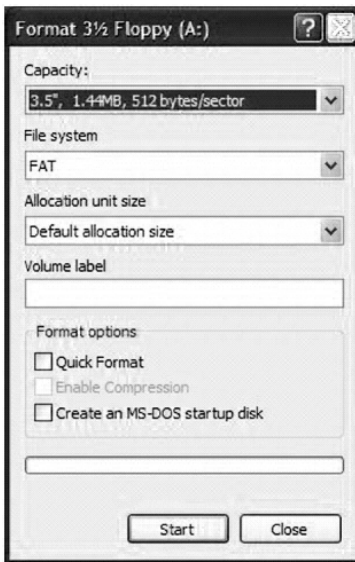 Format 3½ Floppy (A:)
Capacity:
3.5", 1.44MB, 512 bytes/sector
File system
FAT
Allocation unit size
Default allocation size
Volume label
Format options
Quick Format
Enable Compression
Create an MS-DOS startup disk
Start Close